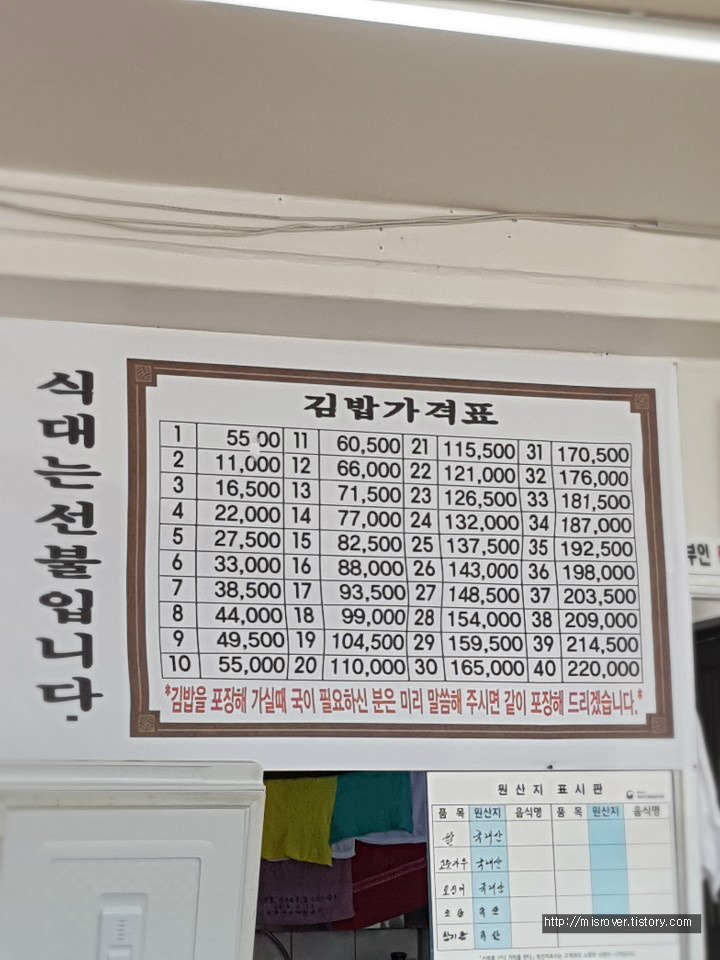 식대는선불입니다.
김밥가격표
1 5500 11 60,500 21 115,500 31 170,500
2 11,000 12 66,000 22 121,000 32 176,000
3 16,500 13 71,500 23 126,500 33 181,500
4 22,000 14 77,000 24 132,000 34 187,000
5 27,500 15 82,500 25 137,500 35 192,500
6 33,000 16 88,000 26 143,000 36 198,000
7 38,500 17 93,500 27 148,500 37 203,500
8 44,000 18 99,000 28 154,000 38 209,000
9 49,500 19 104,500 29 159,500 39 214,500
10 55,000 20 110,000 30 165,000 40 220,000
*김밥을 포장해 가실때 국이 필요하신 분은 미리 말씀해 주시면 같이 포장해 드리겠습니다.*
부인
원산지 표시판
품 목 원산지 음식명 품 목 원산지 음식명
쌀 국내산
고춧가루 국내산
오징어 국내산
http://misrover.tistory.com